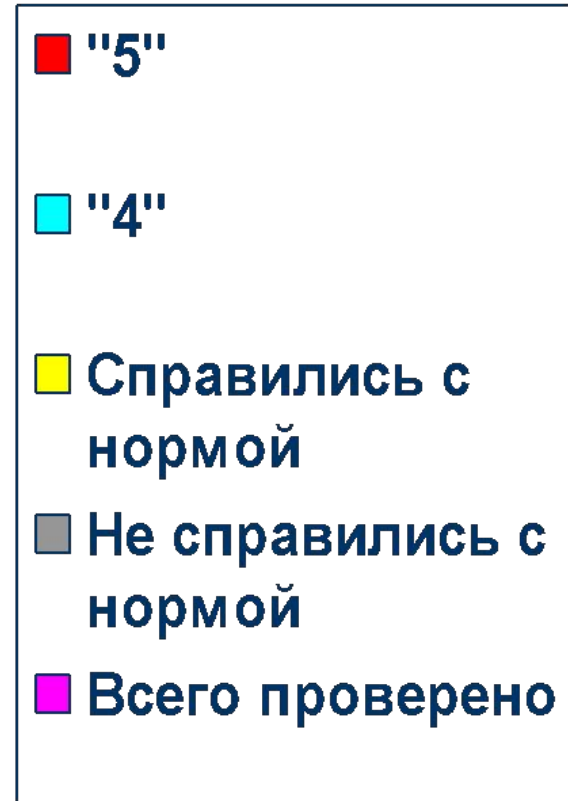 "5"
"4"
Справились с
нормой
Не справились с
нормой
Всего проверено